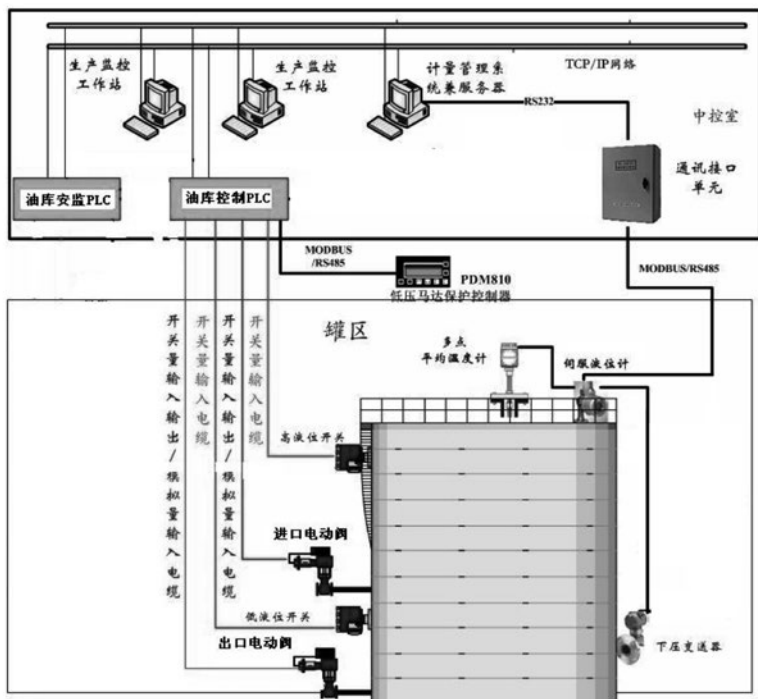 生产监控
工作站
生产监控
工作站
计量管理系
统兼服务器
TCP/IP网络
RS232
中控室
通讯接口
单元
油库安监PLC
油库控制PLC
MODBUS
/RS485
MODBUS/RS485
PDM810
低压马达保护控制器
开关量输入输出/模拟量输入电缆
开关量输入电缆
开关量输入输出/模拟量输入电缆
开关量输入电缆
罐区
多点
平均温度计
伺服液位计
高液位开关
进口电动阀
低液位开关
出口电动阀
下压变送器